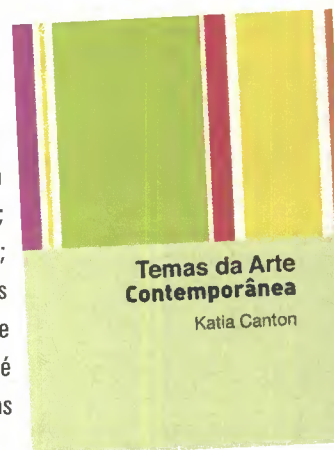 ;
;
s
e
Temas da Arte
Contemporânea
Katia Canton
é
s